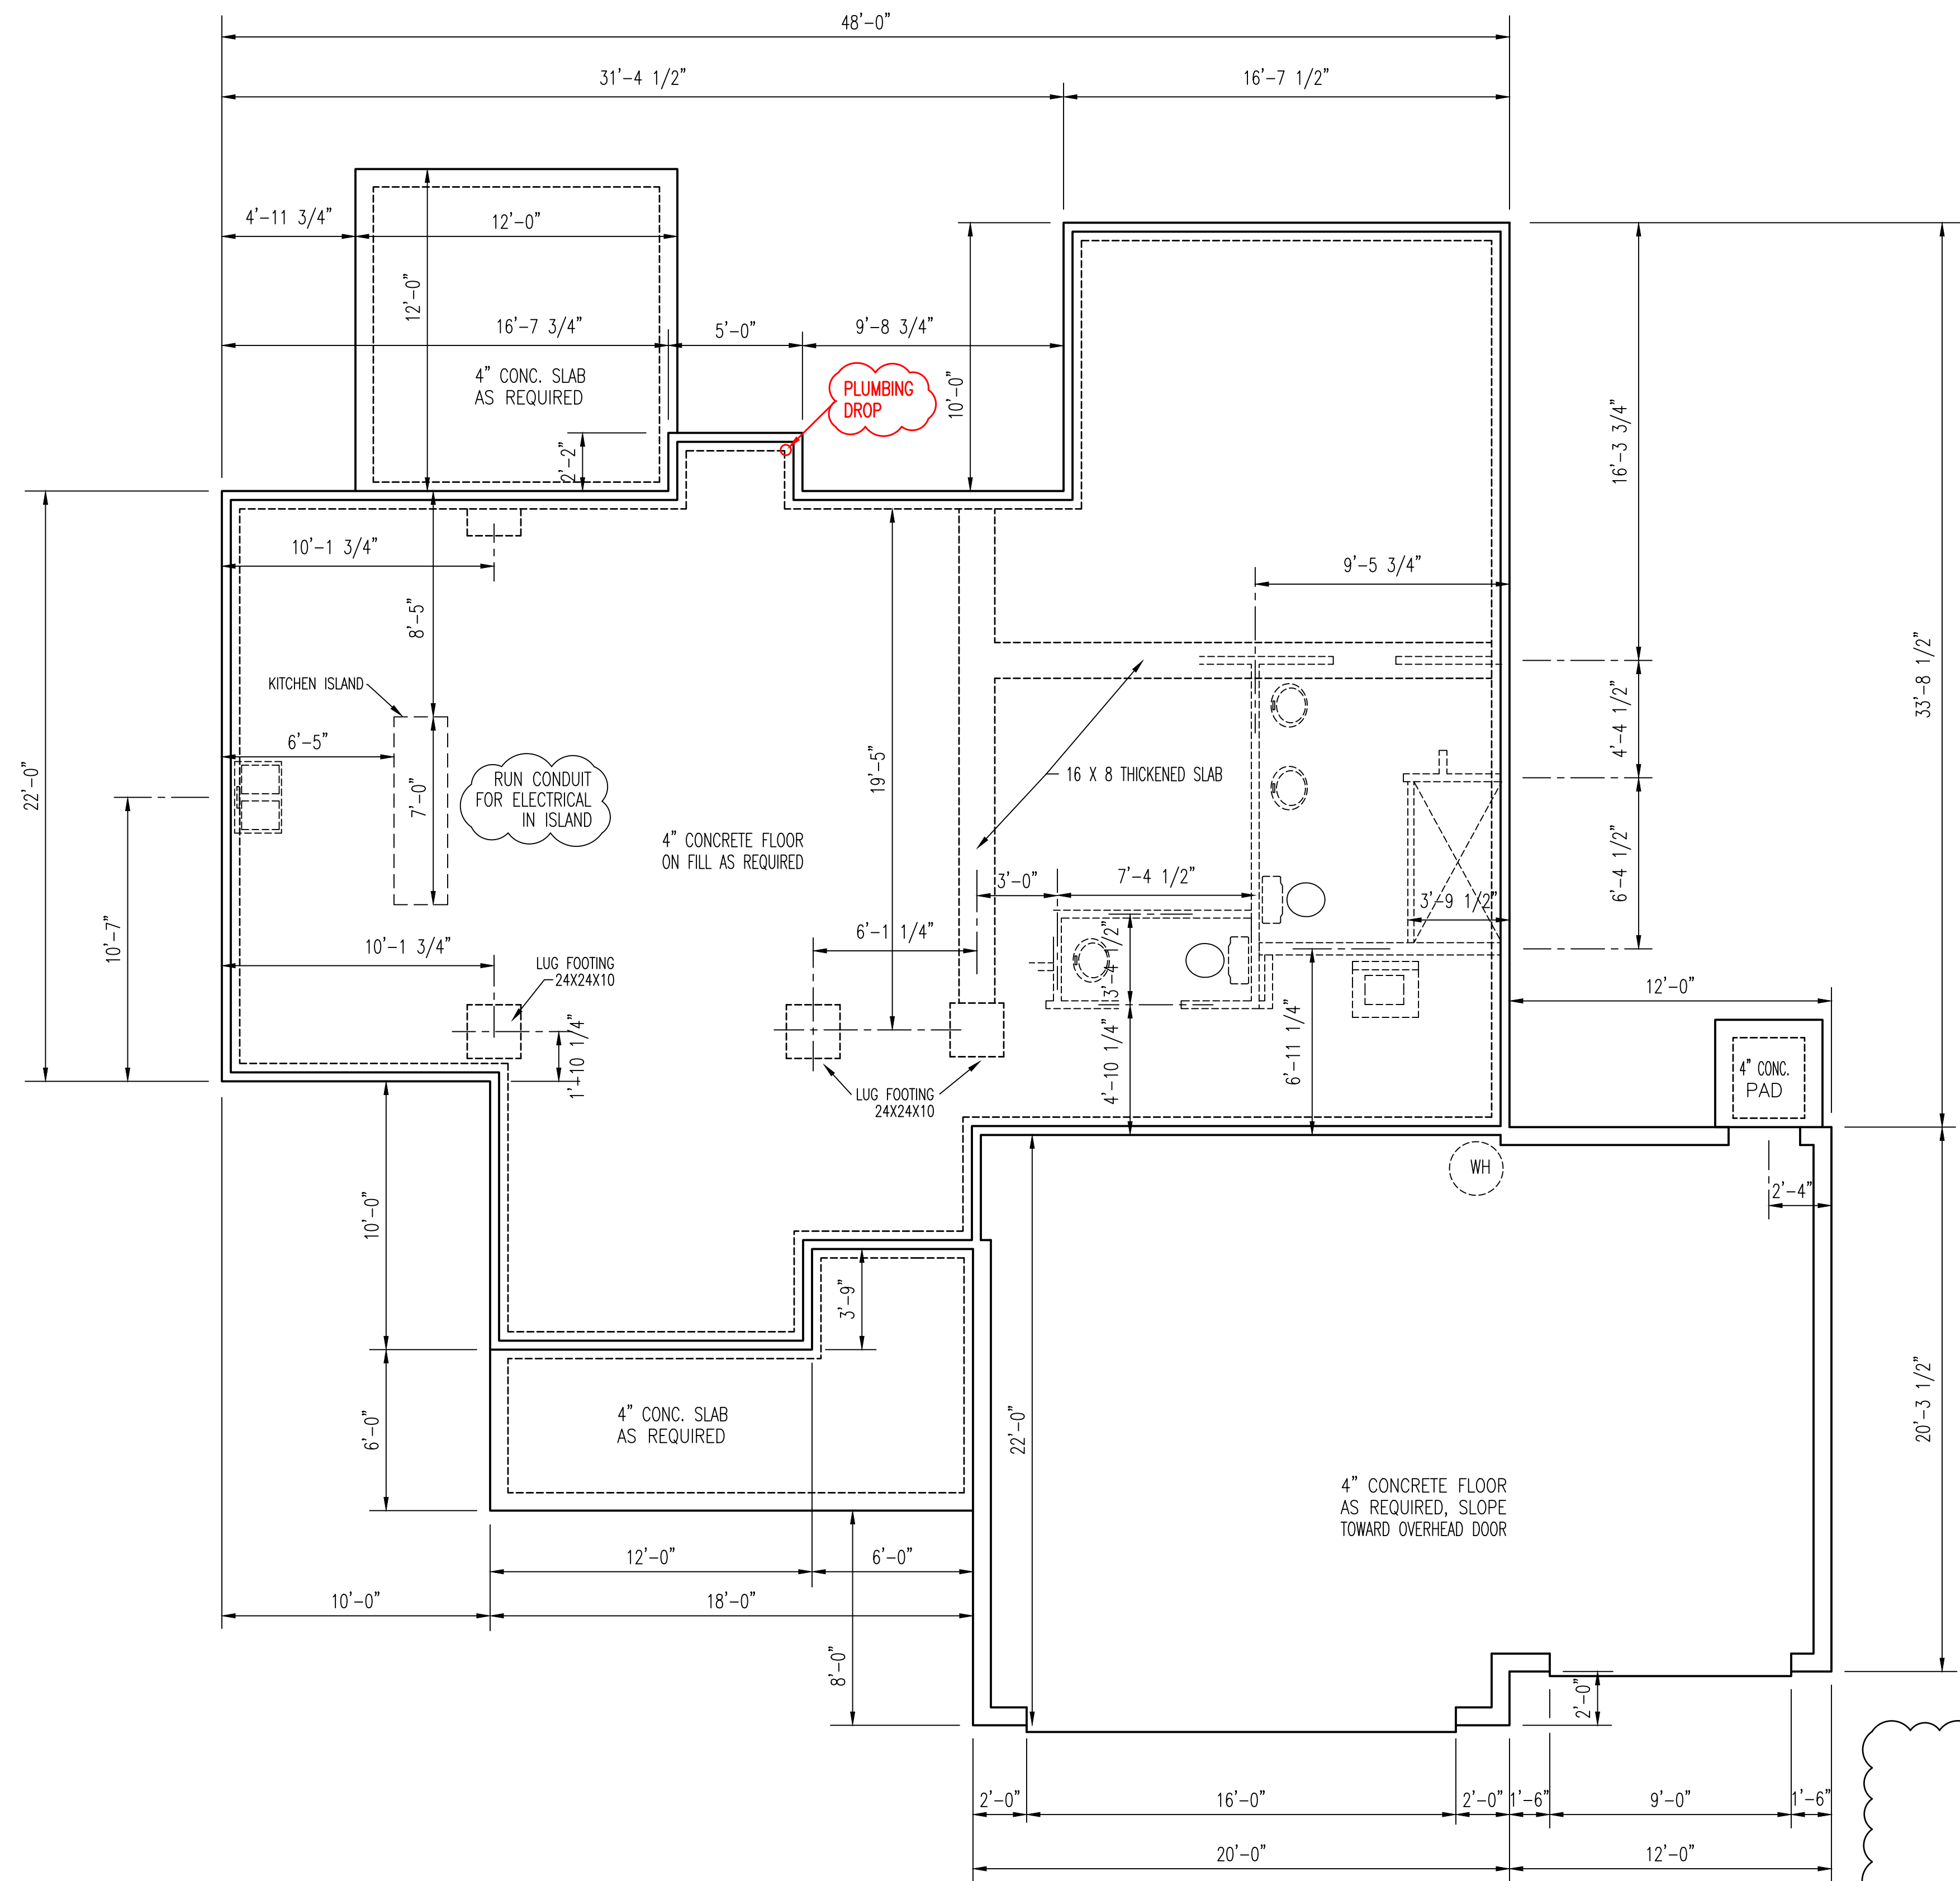 48'-0"
31'-4 1/2"
16'-7 1/2"
4'-11 3/4"
12'-0"
12'-0"
16'-7 3/4"
5'-0"
9'-8 3/4"
4" CONC. SLAB
AS REQUIRED
PLUMBING
DROP
10'-0"
2'-2"
16'-3 3/4"
10'-1 3/4"
9'-5 3/4"
8'-5"
33'-8 1/2"
KITCHEN ISLAND
4'-4 1/2"
6'-5"
22'-0"
7'-0"
RUN CONDUIT
FOR ELECTRICAL
IN ISLAND
19'-5"
16 X 8 THICKENED SLAB
4" CONCRETE FLOOR
ON FILL AS REQUIRED
6'-4 1/2"
3'-0"
7'-4 1/2"
3'-9 1/2"
10'-7"
10'-1 3/4"
6'-1 1/4"
3'-4 1/2"
LUG FOOTING
24X24X10
12'-0"
1'-10 1/4"
4'-10 1/4"
6'-11 1/4"
4" CONC.
PAD
LUG FOOTING
24X24X10
WH
2'-4"
10'-0"
3'-9"
20'-3 1/2"
6'-0"
4" CONC. SLAB
AS REQUIRED
22'-0"
4" CONCRETE FLOOR
AS REQUIRED, SLOPE
TOWARD OVERHEAD DOOR
12'-0"
6'-0"
10'-0"
18'-0"
8'-0"
2'-0"
2'-0"
16'-0"
2'-0"
1'-6"
9'-0"
1'-6"
20'-0"
12'-0"